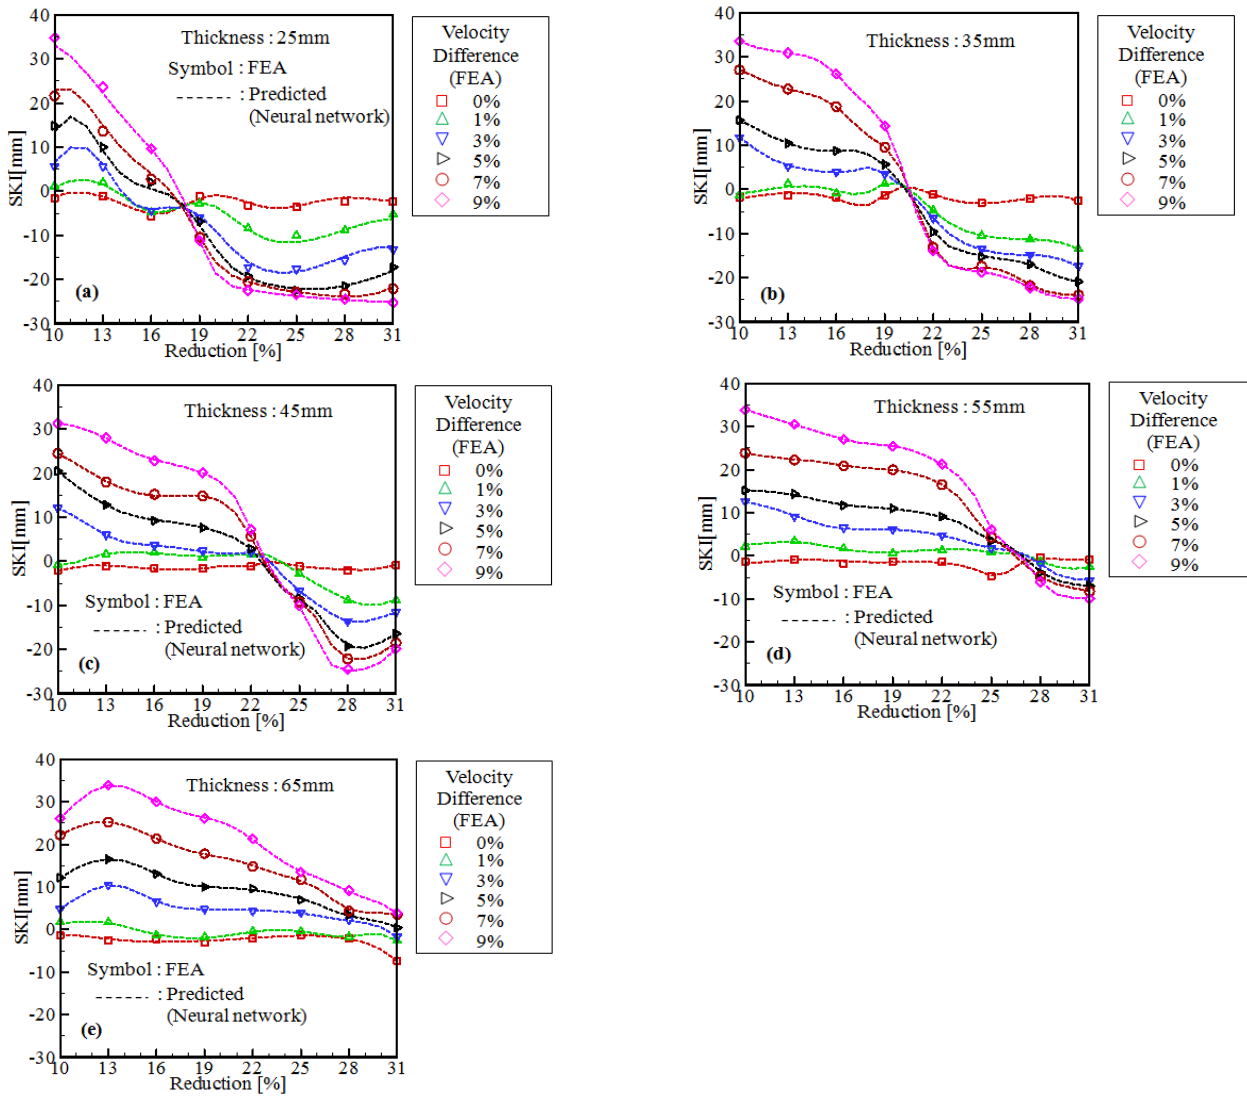 Thickness : 25mm
Symbol : FEA
: Predicted
(Neural network)
SKI[mm]
40
30
20
10
0
-10
-20
-30
(a)
10 13 16 19 22 25 28 31
Reduction [%]
Velocity
Difference
(FEA)
0%
1%
3%
5%
7%
9%
Thickness : 35mm
SKI[mm]
40
30
20
10
0
-10
-20
-30
(b)
10 13 16 19 22 25 28 31
Reduction [%]
Velocity
Difference
(FEA)
0%
1%
3%
5%
7%
9%
Thickness : 45mm
SKI[mm]
40
30
20
10
0
-10
-20
-30
Symbol : FEA
: Predicted
(Neural network)
(c)
10 13 16 19 22 25 28 31
Reduction [%]
Velocity
Difference
(FEA)
0%
1%
3%
5%
7%
9%
Thickness : 55mm
SKI[mm]
40
30
20
10
0
-10
-20
-30
Symbol : FEA
: Predicted
(Neural network)
(d)
10 13 16 19 22 25 28 31
Reduction [%]
Velocity
Difference
(FEA)
0%
1%
3%
5%
7%
9%
Thickness : 65mm
SKI[mm]
40
30
20
10
0
-10
-20
-30
Symbol : FEA
: Predicted
(Neural network)
(e)
10 13 16 19 22 25 28 31
Reduction [%]
Velocity
Difference
(FEA)
0%
1%
3%
5%
7%
9%